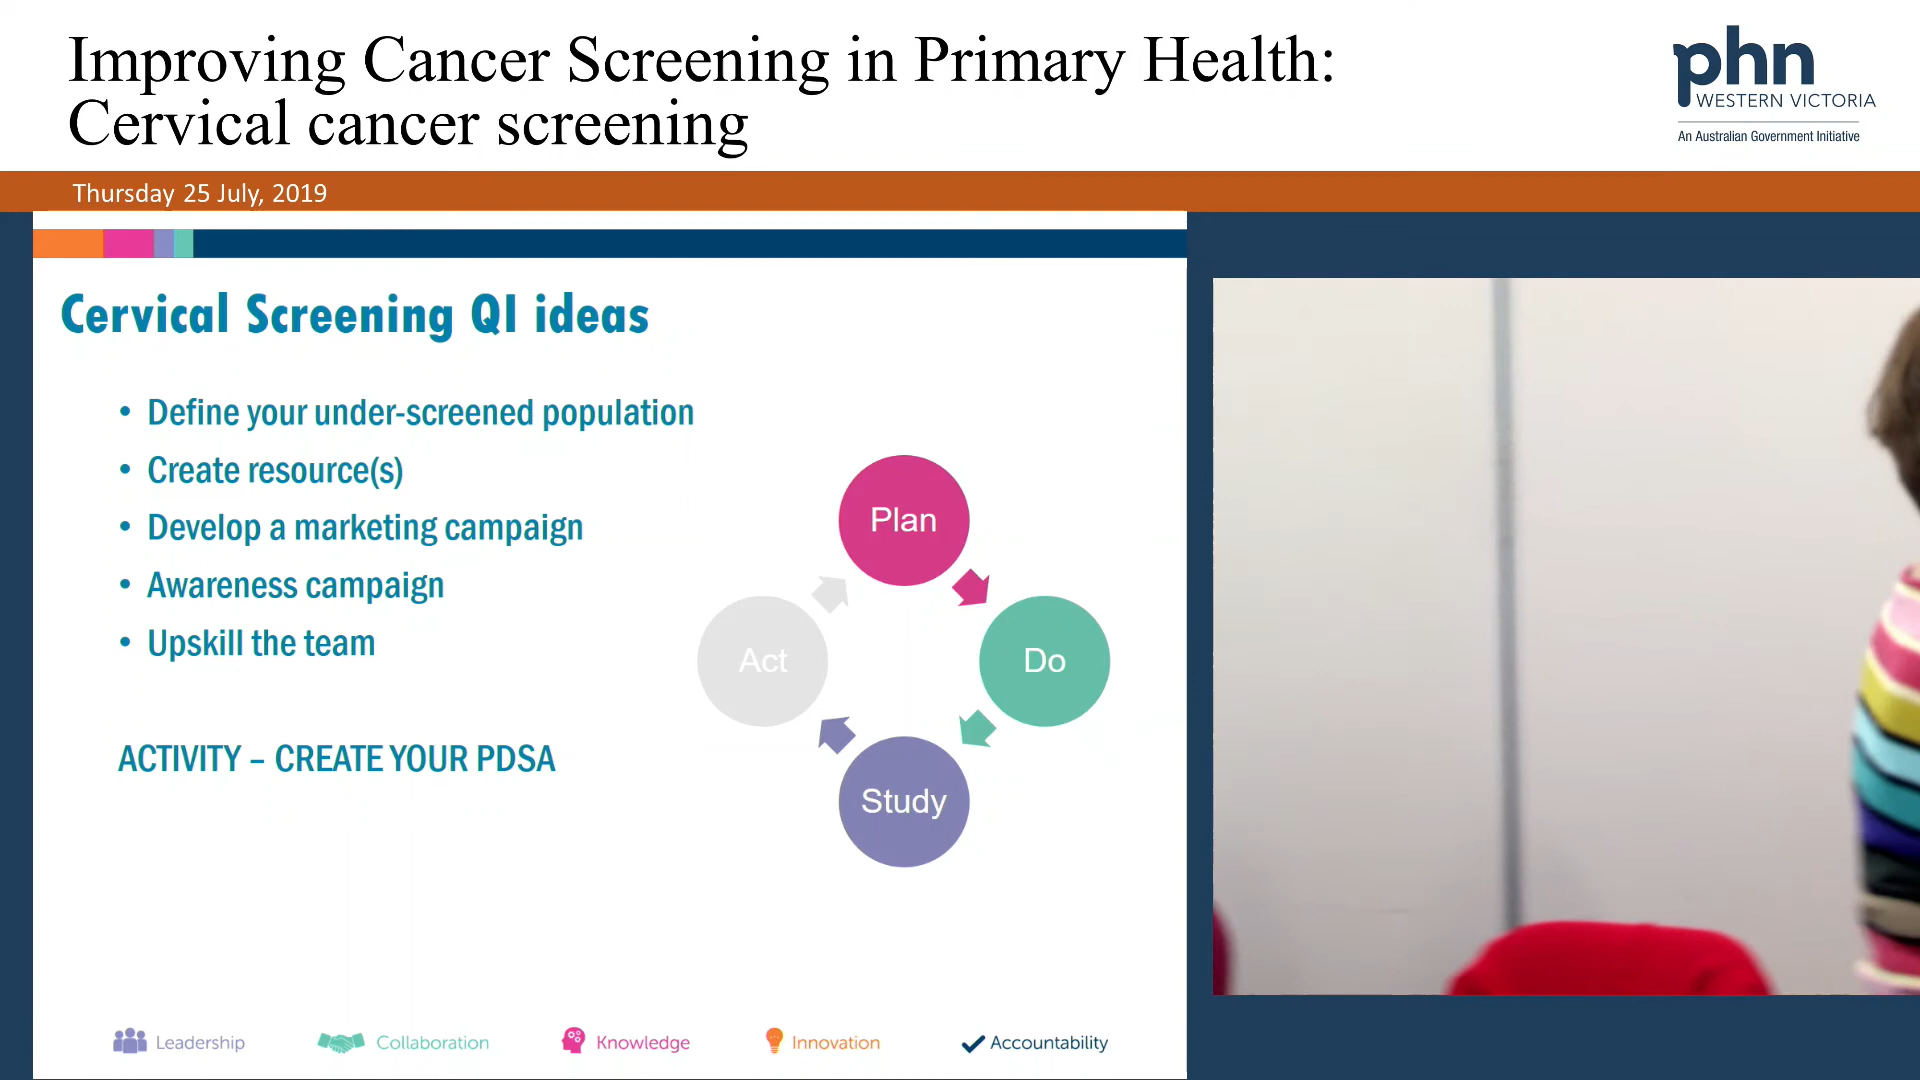 Improving Cancer Screening in Primary Health:
Cervical cancer screening
phn
WESTERN VICTORIA
An Australian Government Initiative
Thursday 25 July, 2019
Cervical Screening QI ideas
• Define your under-screened population
• Create resource(s)
• Develop a marketing campaign
• Awareness campaign
• Upskill the team
ACTIVITY – CREATE YOUR PDSA
Plan
Do
Study
Act
Leadership
Collaboration
Knowledge
Innovation
Accountability